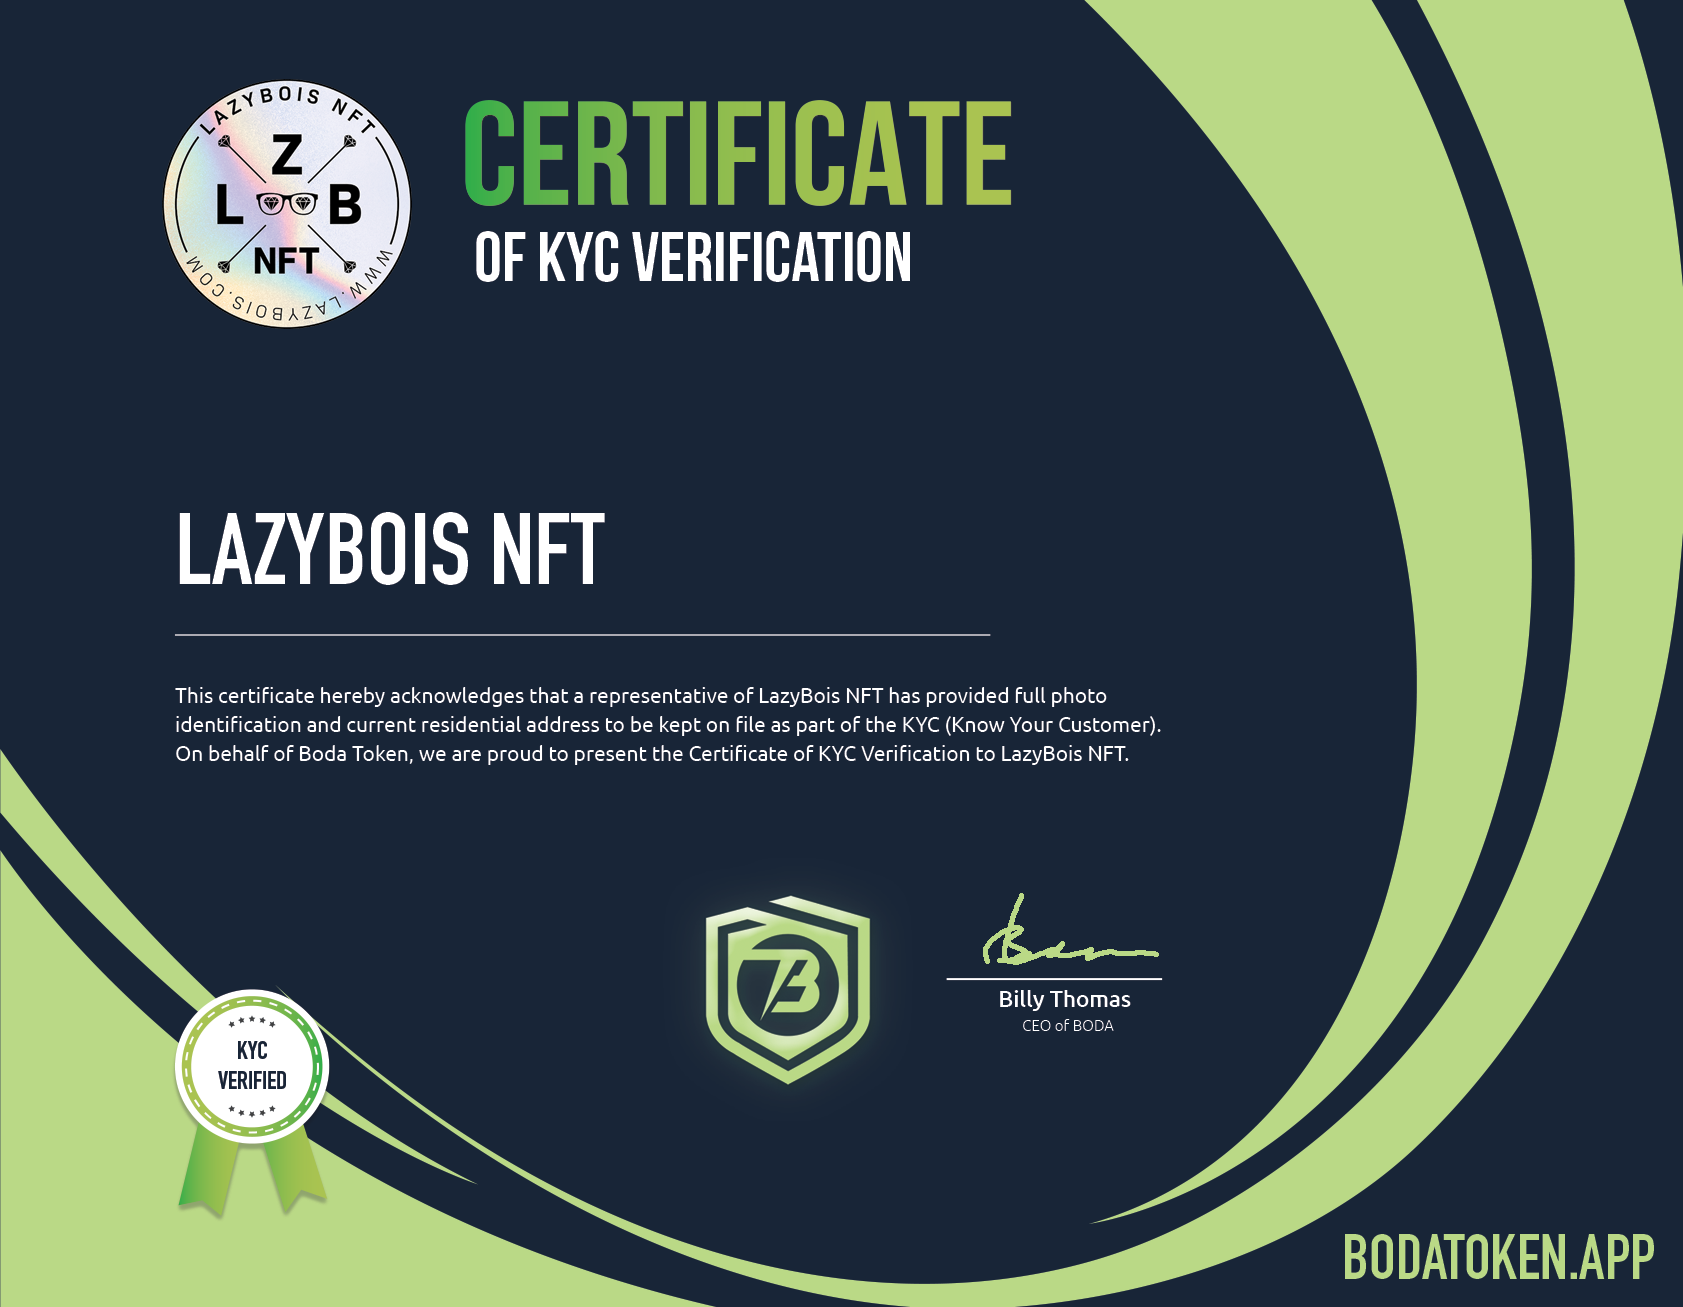 LAZYBOIS NFT
Z
L B
NFT
WWW.LAZYBOIS.COM
CERTIFICATE
OF KYC VERIFICATION
LAZYBOIS NFT
This certificate hereby acknowledges that a representative of LazyBois NFT has provided full photo
identification and current residential address to be kept on file as part of the KYC (Know Your Customer).
On behalf of Boda Token, we are proud to present the Certificate of KYC Verification to LazyBois NFT.
B
Billy Thomas
CEO of BODA
KYC
VERIFIED
BODATOKEN.APP